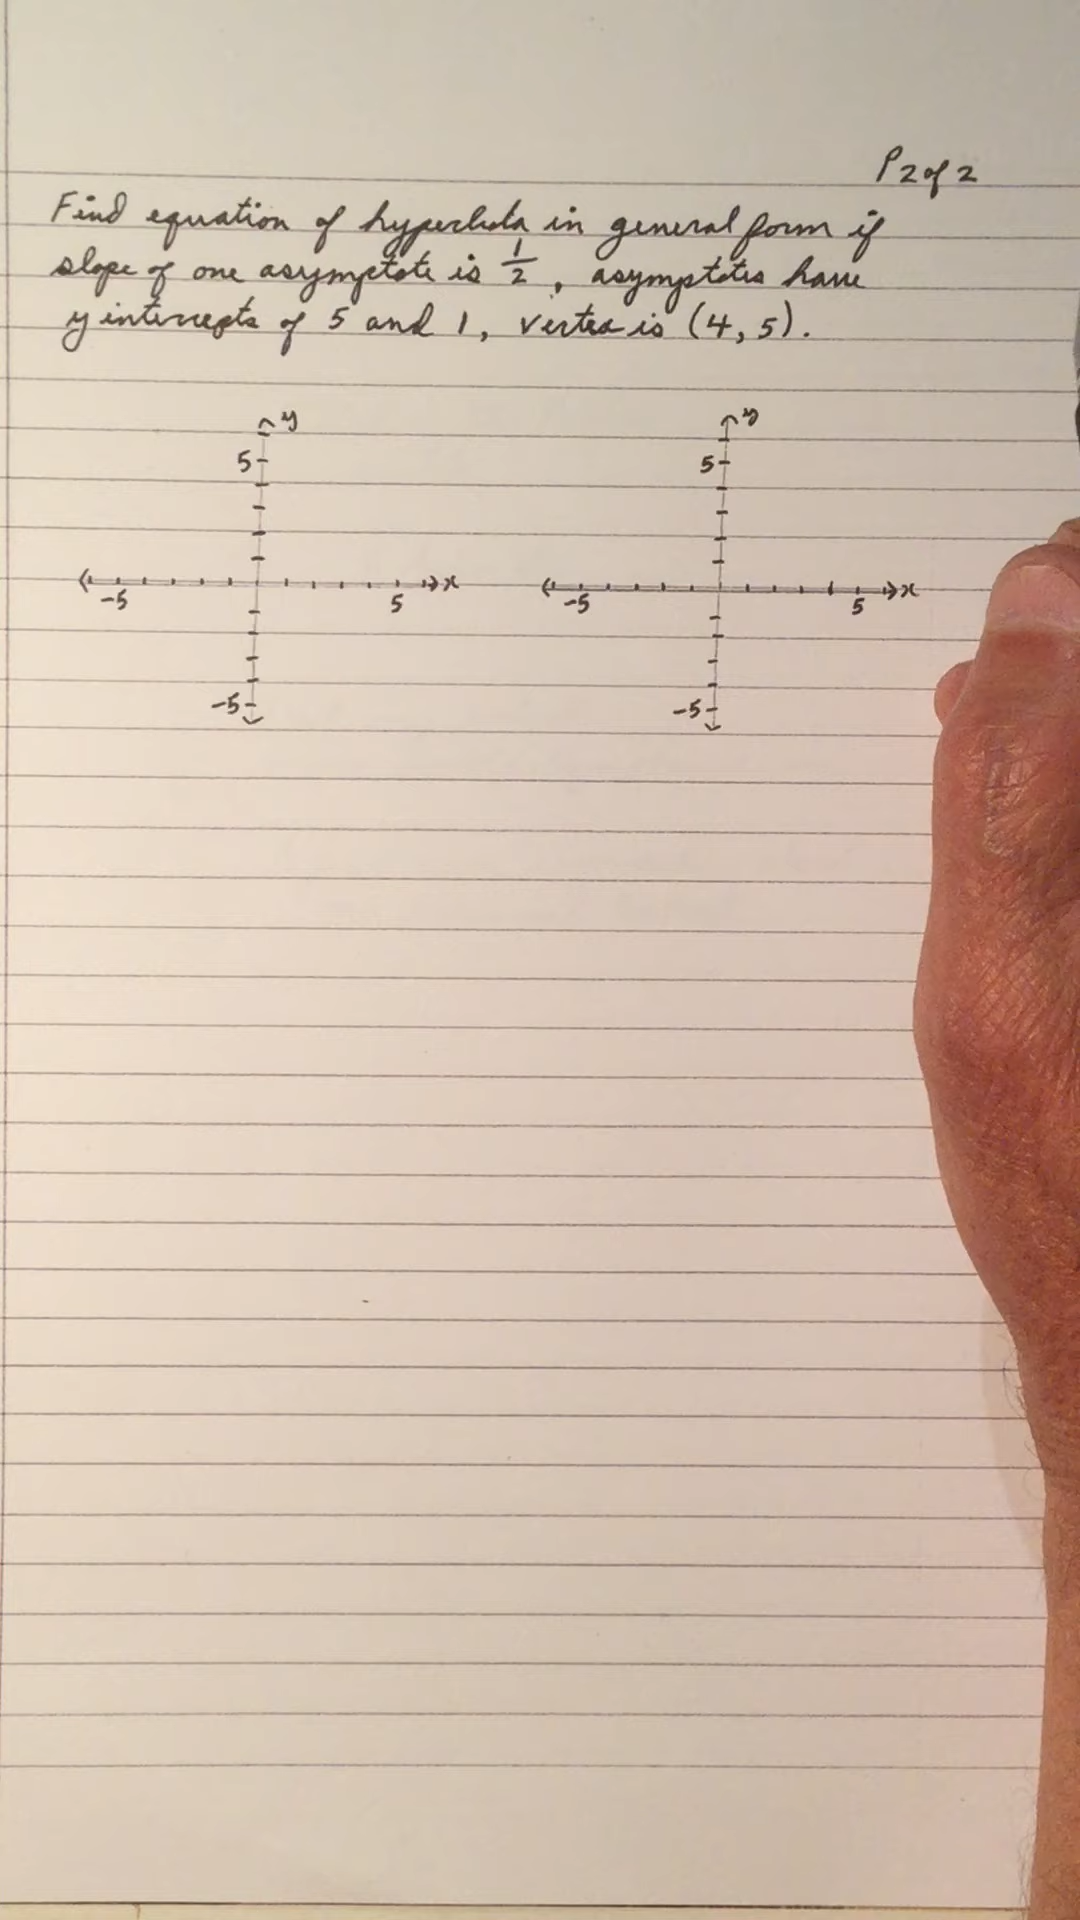 P2 of 2
Find equation of hyperbola in general form if
slope of one asymptote is 1/2, asymptotes have
y intercepts of 5 and 1, vertex is (4,5).
y y
5 5
x x
-5 5 -5 5
-5 -5